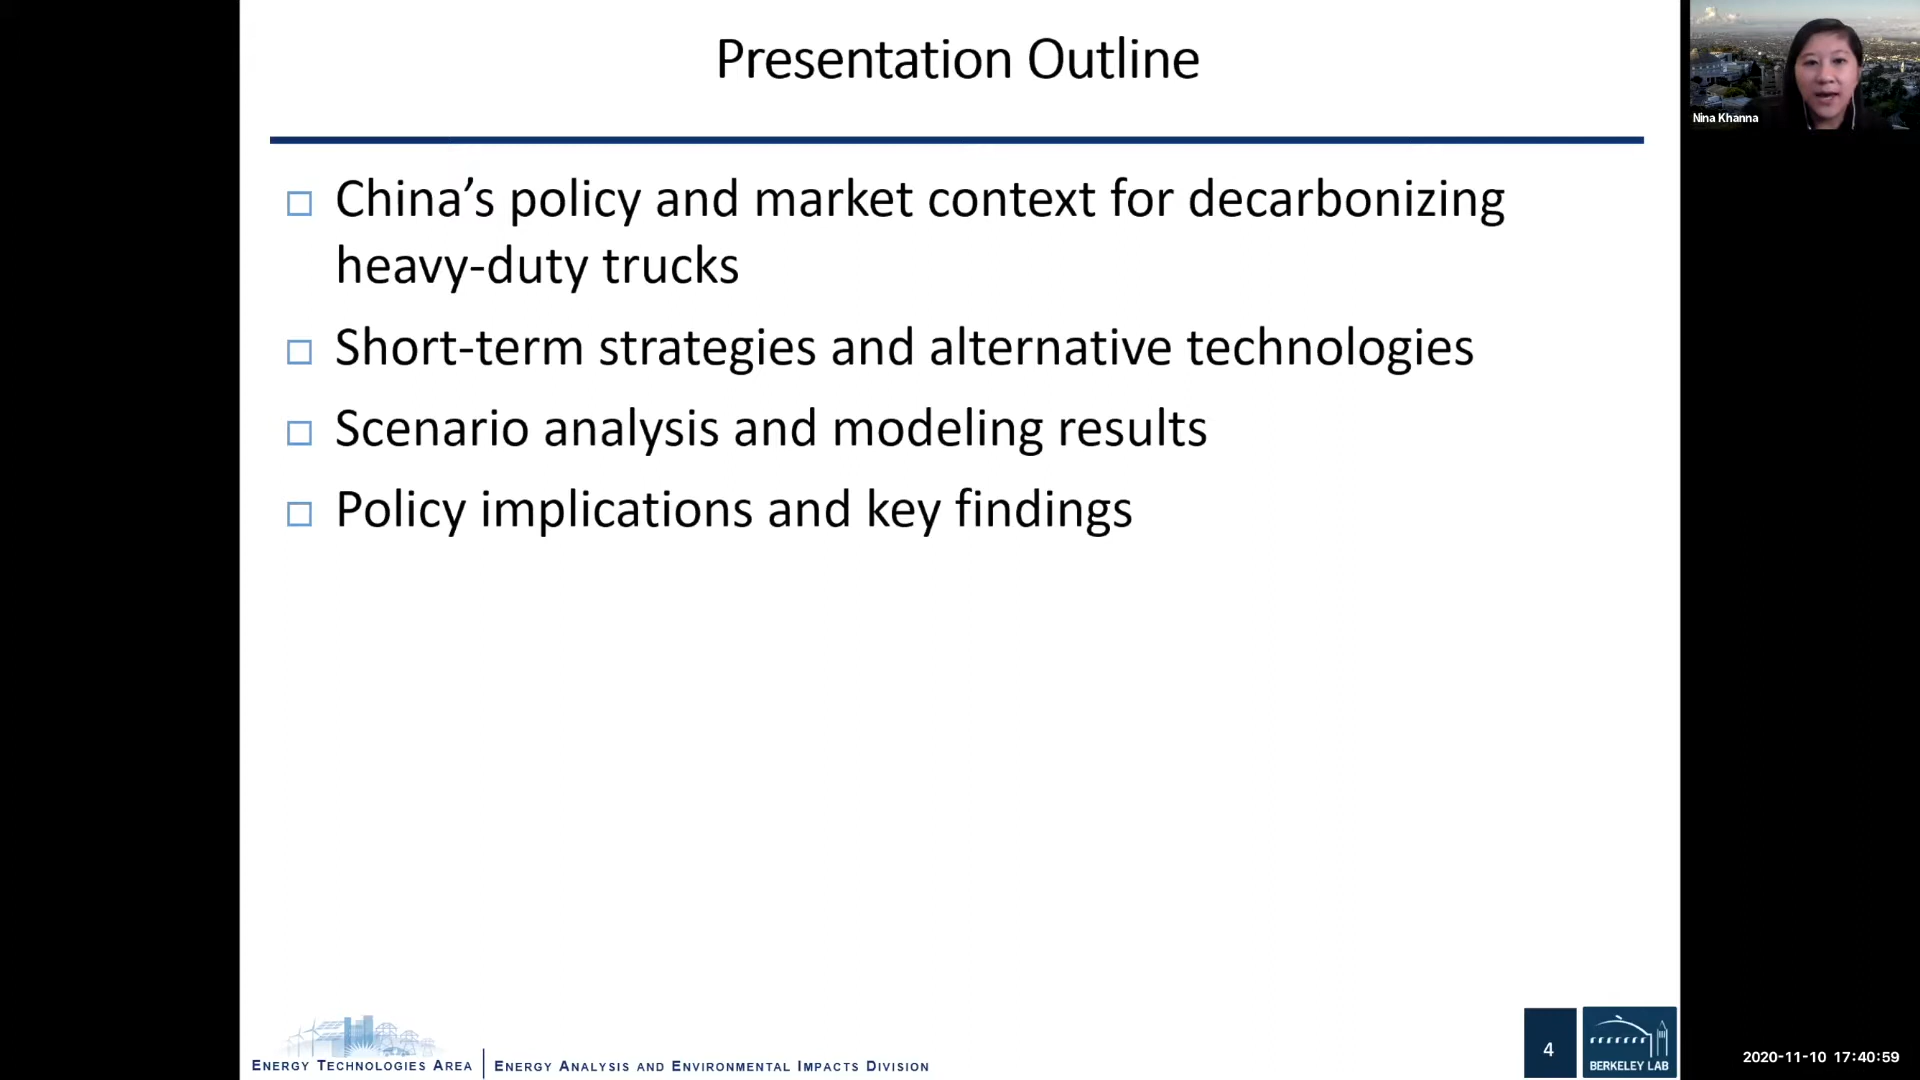 Presentation Outline
Nina Khanna
China’s policy and market context for decarbonizing
heavy-duty trucks
Short-term strategies and alternative technologies
Scenario analysis and modeling results
Policy implications and key findings
ENERGY TECHNOLOGIES AREA
ENERGY ANALYSIS AND ENVIRONMENTAL IMPACTS DIVISION
4
BERKELEY LAB
2020-11-10 17:40:59